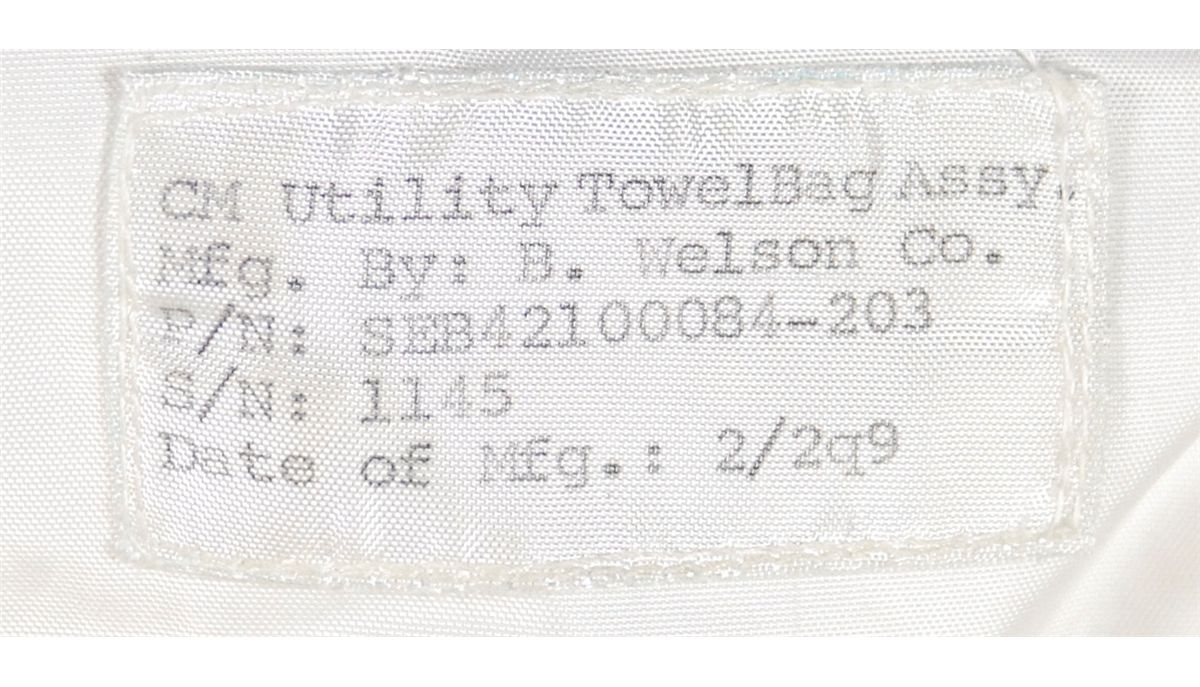 CM Utility TowelBag Assy.
Mfg. By: B. Welson Co.
P/N: SEB42100084-203
S/N: 1145
Date of Mfg.: 2/2q9